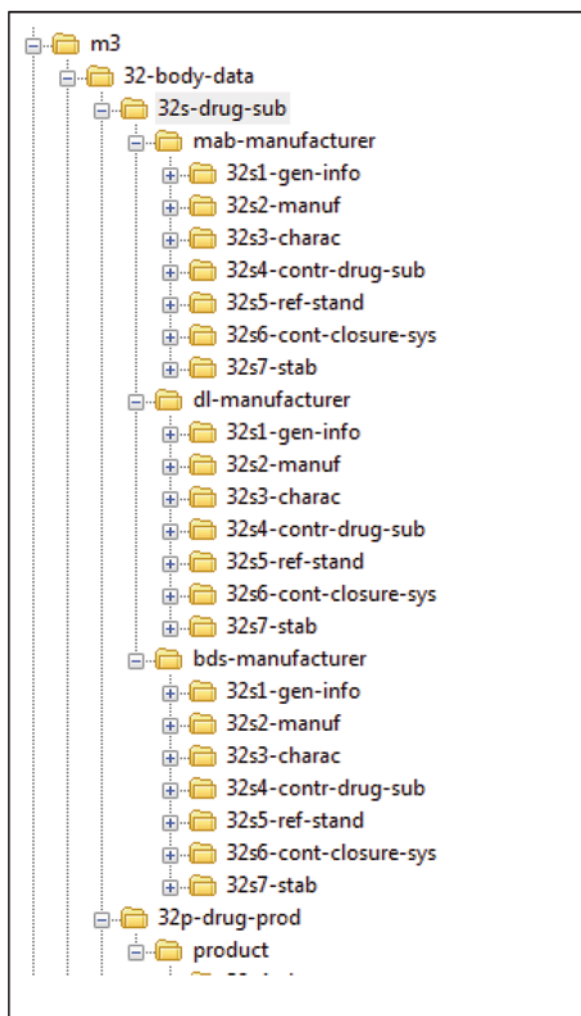 m3
32-body-data
32s-drug-sub
mab-manufacturer
32s1-gen-info
32s2-manuf
32s3-charac
32s4-contr-drug-sub
32s5-ref-stand
32s6-cont-closure-sys
32s7-stab
dl-manufacturer
32s1-gen-info
32s2-manuf
32s3-charac
32s4-contr-drug-sub
32s5-ref-stand
32s6-cont-closure-sys
32s7-stab
bds-manufacturer
32s1-gen-info
32s2-manuf
32s3-charac
32s4-contr-drug-sub
32s5-ref-stand
32s6-cont-closure-sys
32s7-stab
32p-drug-prod
product